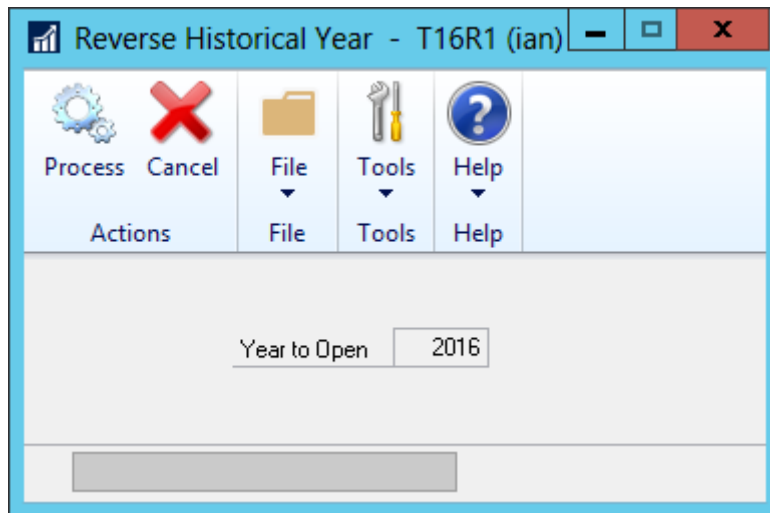 Reverse Historical Year - T16R1 (ian)
Process Cancel File Tools Help
Actions File Tools Help
Year to Open 2016